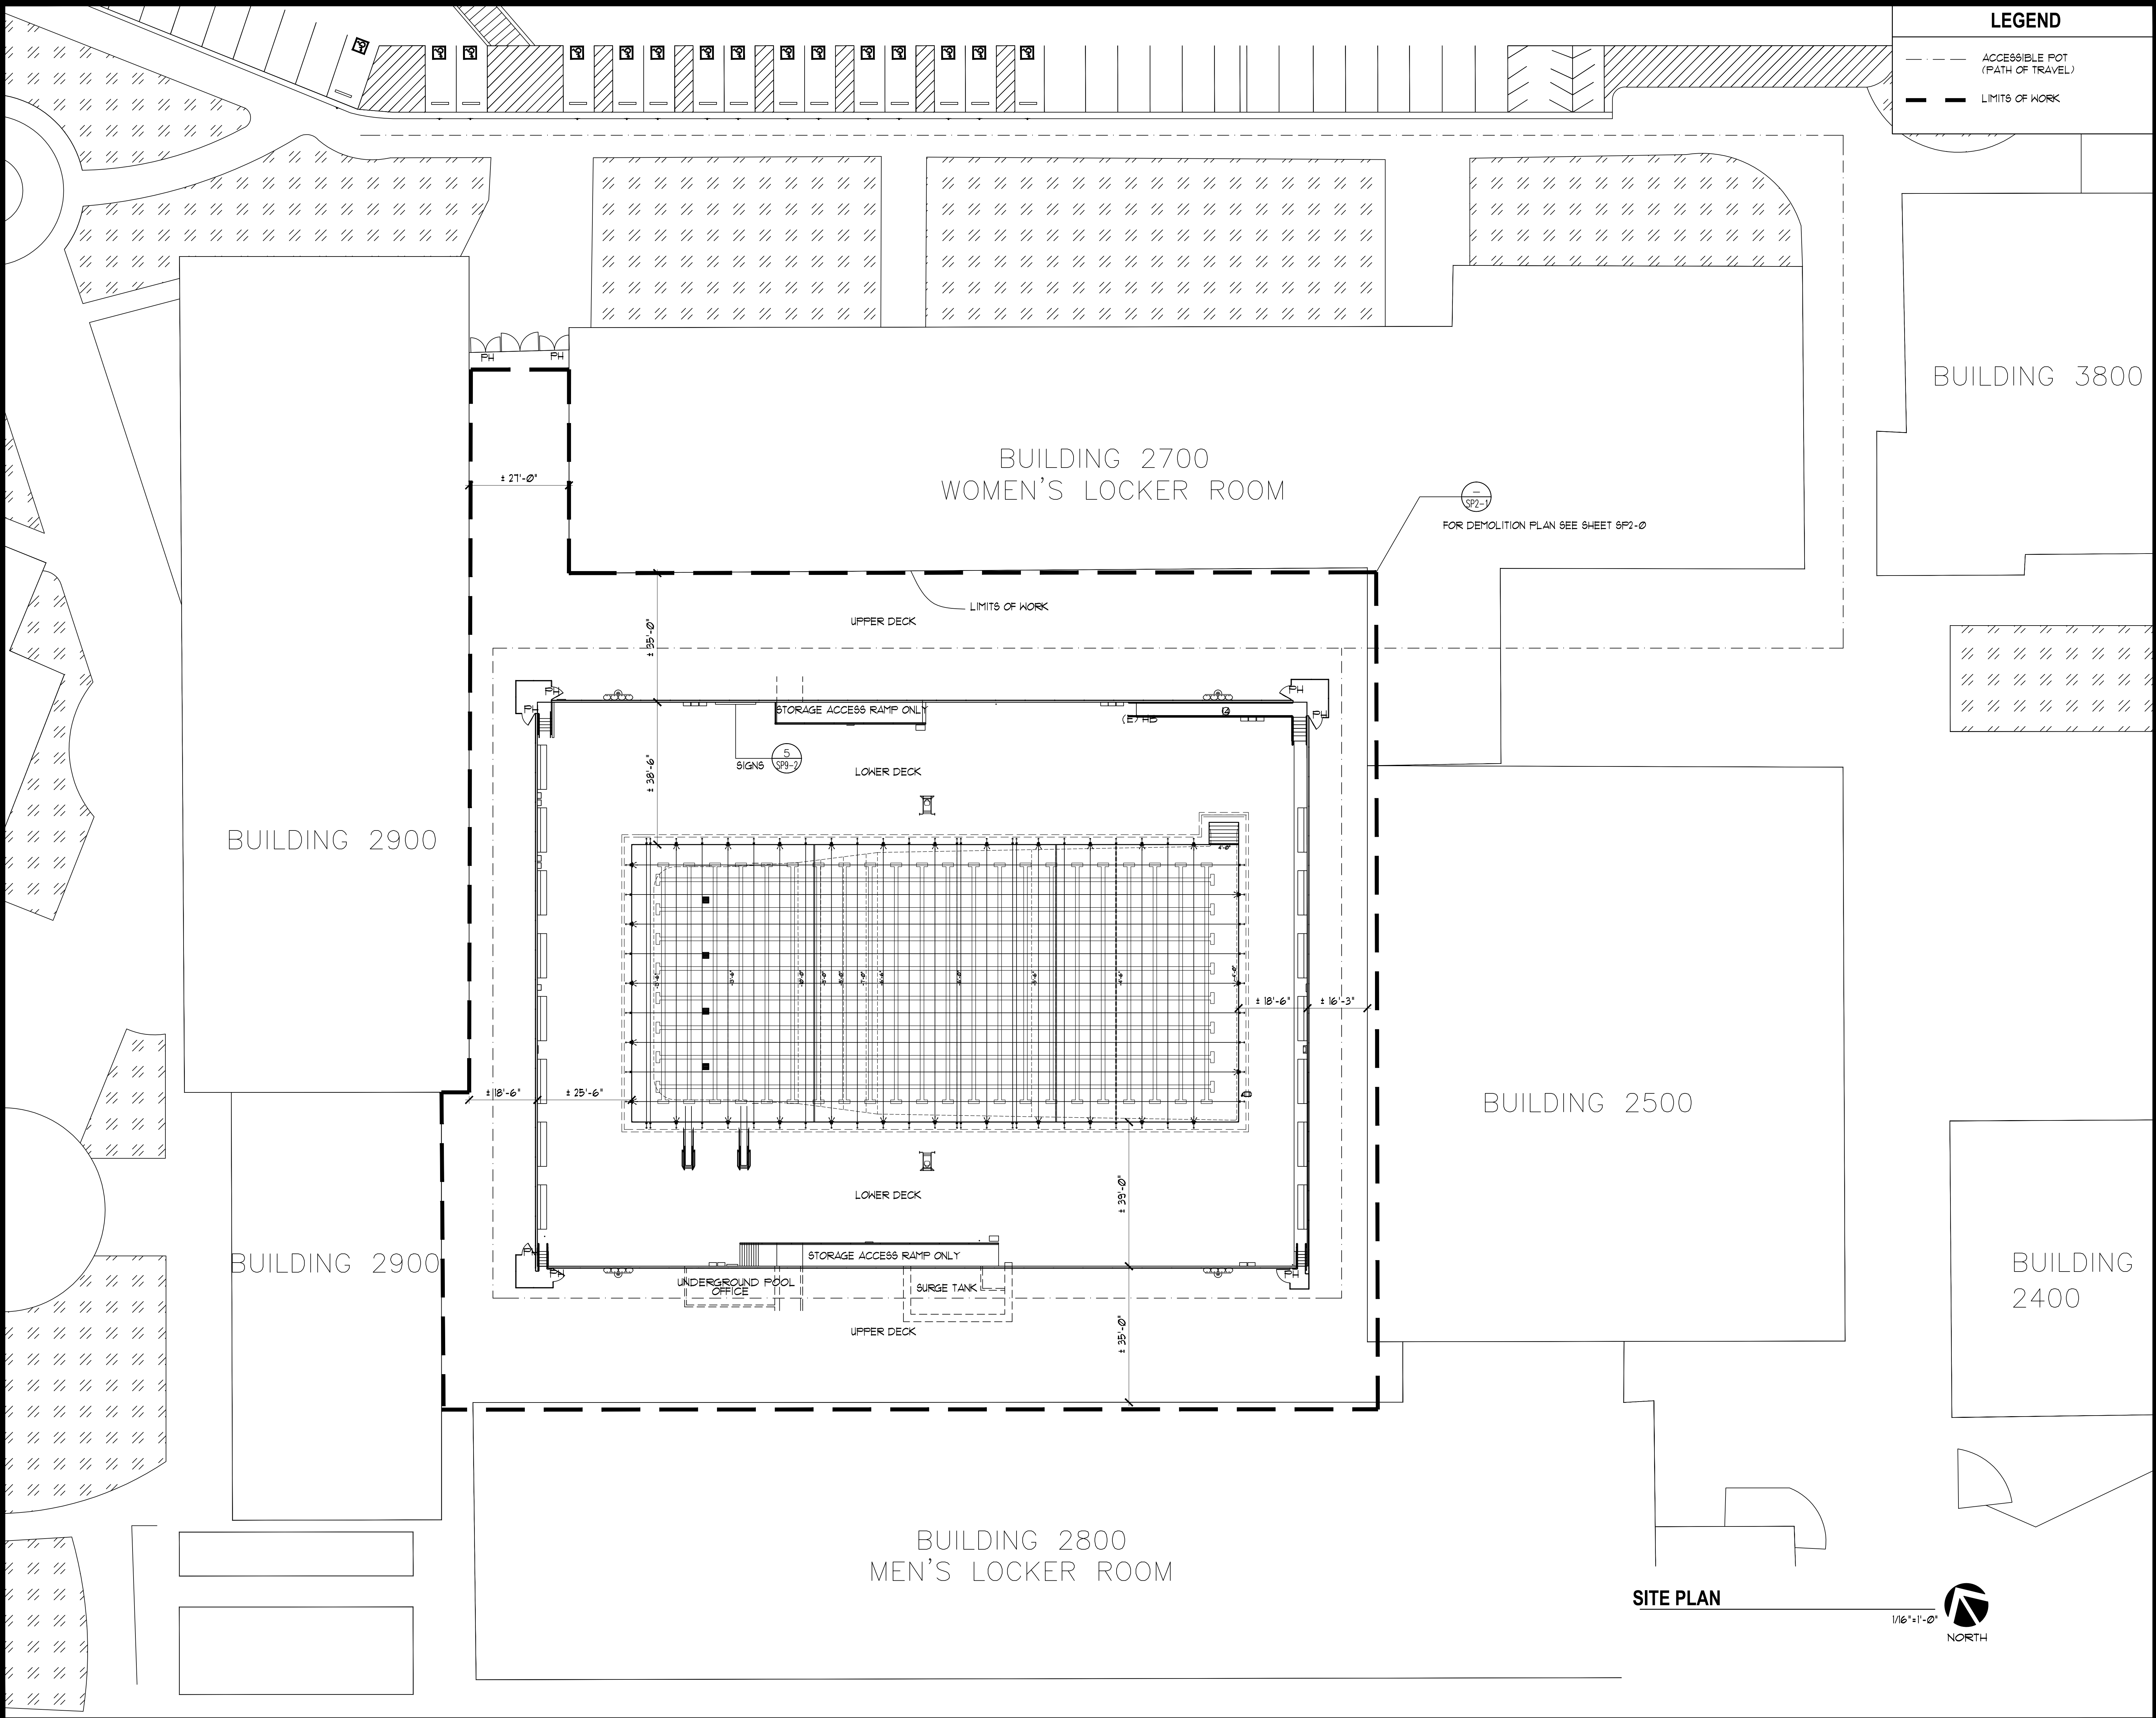 LEGEND
ACCESSIBLE POT
(PATH OF TRAVEL)
LIMITS OF WORK
PH
PH
BUILDING 3800
BUILDING 2700
WOMEN'S LOCKER ROOM
± 27'-0"
—
SP2-1
FOR DEMOLITION PLAN SEE SHEET SP2-0
LIMITS OF WORK
UPPER DECK
± 35'-0"
PH
PH
PH
PH
STORAGE ACCESS RAMP ONLY
(E) HB
5
SP9-2
SIGNS
LOWER DECK
± 38'-6"
BUILDING 2900
± 18'-6"
± 16'-3"
± 18'-6"
± 25'-6"
BUILDING 2500
LOWER DECK
± 39'-0"
STORAGE ACCESS RAMP ONLY
PH
PH
PH
BUILDING 2900
UNDERGROUND POOL
OFFICE
SURGE TANK
UPPER DECK
± 35'-0"
BUILDING
2400
BUILDING 2800
MEN'S LOCKER ROOM
SITE PLAN
1/16"=1'-0"
NORTH